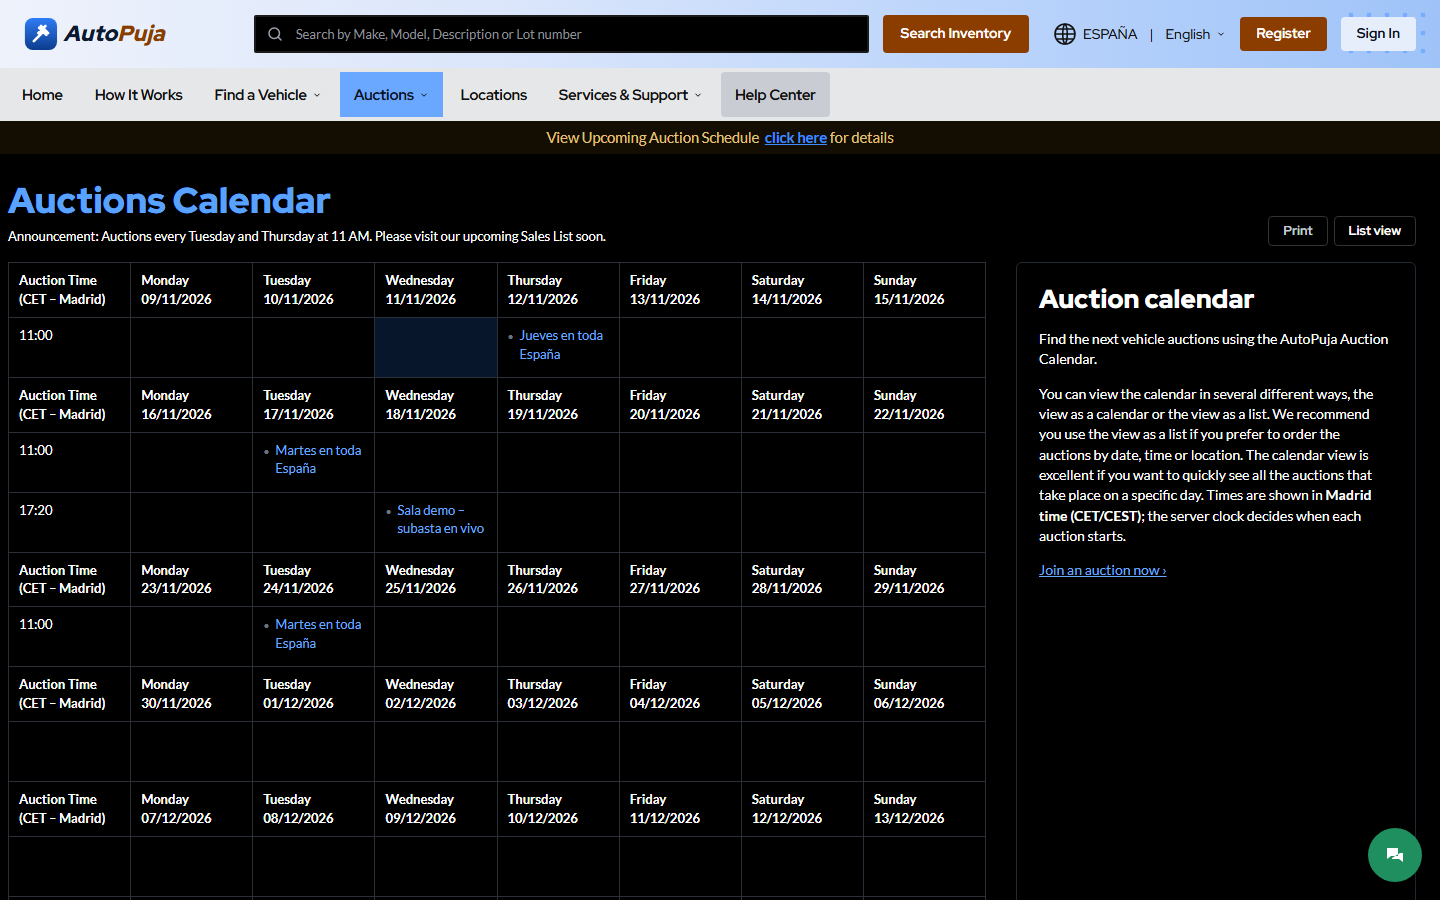 AutoPuja
Search by Make, Model, Description or Lot number
Search Inventory
ESPAÑA | English
Register
Sign In
Home
How It Works
Find a Vehicle
Auctions
Locations
Services & Support
Help Center
View Upcoming Auction Schedule click here for details
Auctions Calendar
Announcement: Auctions every Tuesday and Thursday at 11 AM. Please visit our upcoming Sales List soon.
Print
List view
Auction Time (CET – Madrid) Monday 09/11/2026 Tuesday 10/11/2026 Wednesday 11/11/2026 Thursday 12/11/2026 Friday 13/11/2026 Saturday 14/11/2026 Sunday 15/11/2026
11:00 • Jueves en toda España
Auction Time (CET – Madrid) Monday 16/11/2026 Tuesday 17/11/2026 Wednesday 18/11/2026 Thursday 19/11/2026 Friday 20/11/2026 Saturday 21/11/2026 Sunday 22/11/2026
11:00 • Martes en toda España
17:20 • Sala demo – subasta en vivo
Auction Time (CET – Madrid) Monday 23/11/2026 Tuesday 24/11/2026 Wednesday 25/11/2026 Thursday 26/11/2026 Friday 27/11/2026 Saturday 28/11/2026 Sunday 29/11/2026
11:00 • Martes en toda España
Auction Time (CET – Madrid) Monday 30/11/2026 Tuesday 01/12/2026 Wednesday 02/12/2026 Thursday 03/12/2026 Friday 04/12/2026 Saturday 05/12/2026 Sunday 06/12/2026
Auction Time (CET – Madrid) Monday 07/12/2026 Tuesday 08/12/2026 Wednesday 09/12/2026 Thursday 10/12/2026 Friday 11/12/2026 Saturday 12/12/2026 Sunday 13/12/2026
Auction calendar
Find the next vehicle auctions using the AutoPuja Auction
Calendar.
You can view the calendar in several different ways, the
view as a calendar or the view as a list. We recommend
you use the view as a list if you prefer to order the
auctions by date, time or location. The calendar view is
excellent if you want to quickly see all the auctions that
take place on a specific day. Times are shown in Madrid
time (CET/CEST); the server clock decides when each
auction starts.
Join an auction now ›